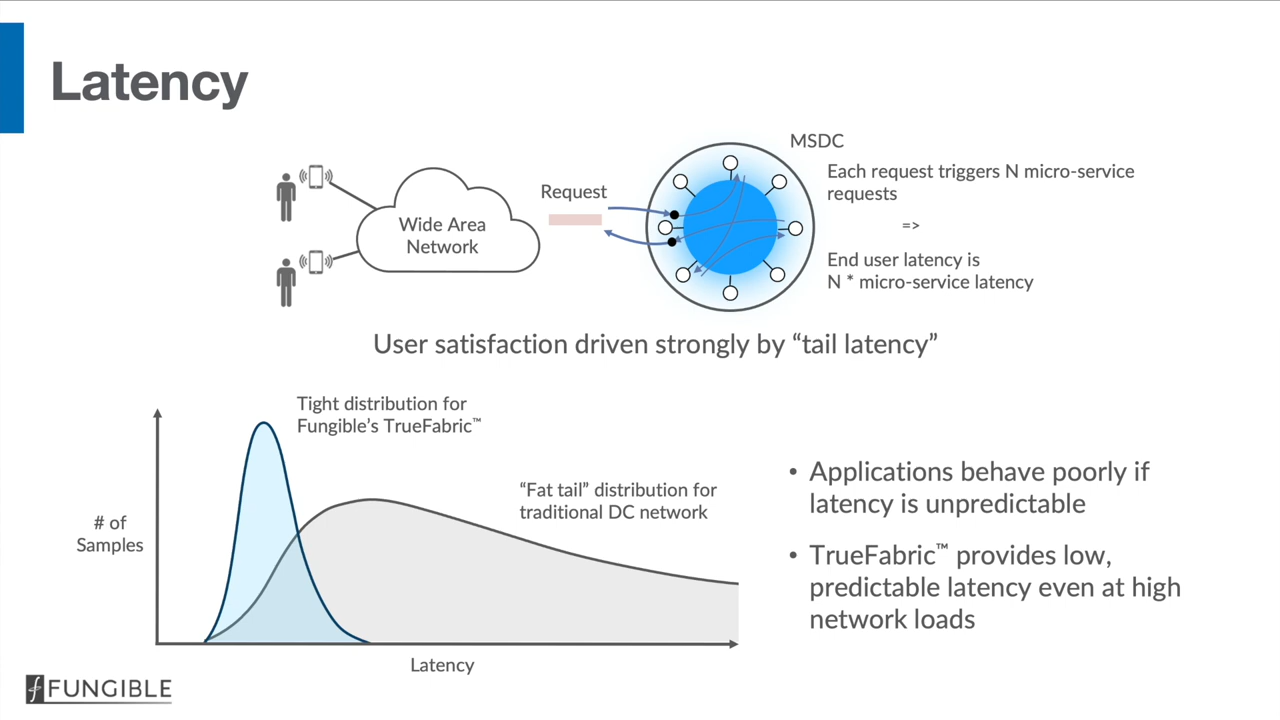 Latency
MSDC
Each request triggers N micro-service
requests
=>
End user latency is
N * micro-service latency
Request
Wide Area
Network
User satisfaction driven strongly by “tail latency”
Tight distribution for
Fungible’s TrueFabric™
“Fat tail” distribution for
traditional DC network
# of
Samples
Latency
• Applications behave poorly if
latency is unpredictable
• TrueFabric™ provides low,
predictable latency even at high
network loads
FUNGIBLE